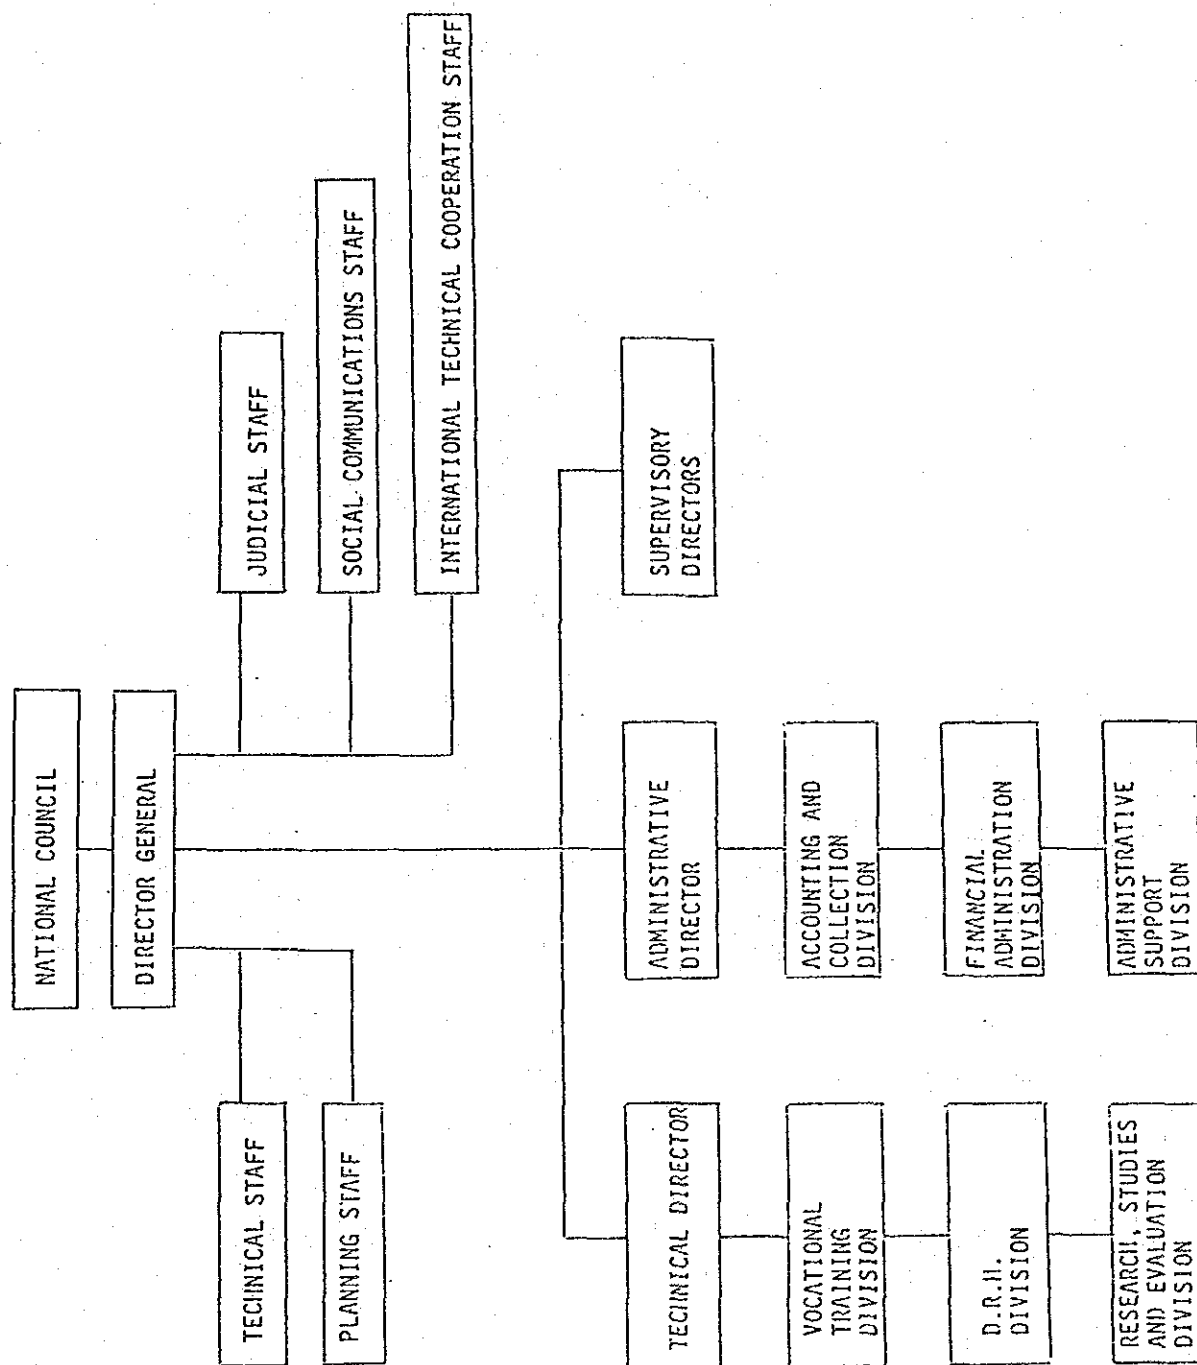 NATIONAL COUNCIL
DIRECTOR GENERAL
TECHNICAL STAFF
JUDICIAL STAFF
PLANNING STAFF
SOCIAL COMMUNICATIONS STAFF
INTERNATIONAL TECHNICAL COOPERATION STAFF
TECHNICAL DIRECTOR
ADMINISTRATIVE
DIRECTOR
SUPERVISORY
DIRECTORS
VOCATIONAL
TRAINING
DIVISION
ACCOUNTING AND
COLLECTION
DIVISION
D.R.H.
DIVISION
FINANCIAL
ADMINISTRATION
DIVISION
RESEARCH, STUDIES
AND EVALUATION
DIVISION
ADMINISTRATIVE
SUPPORT
DIVISION